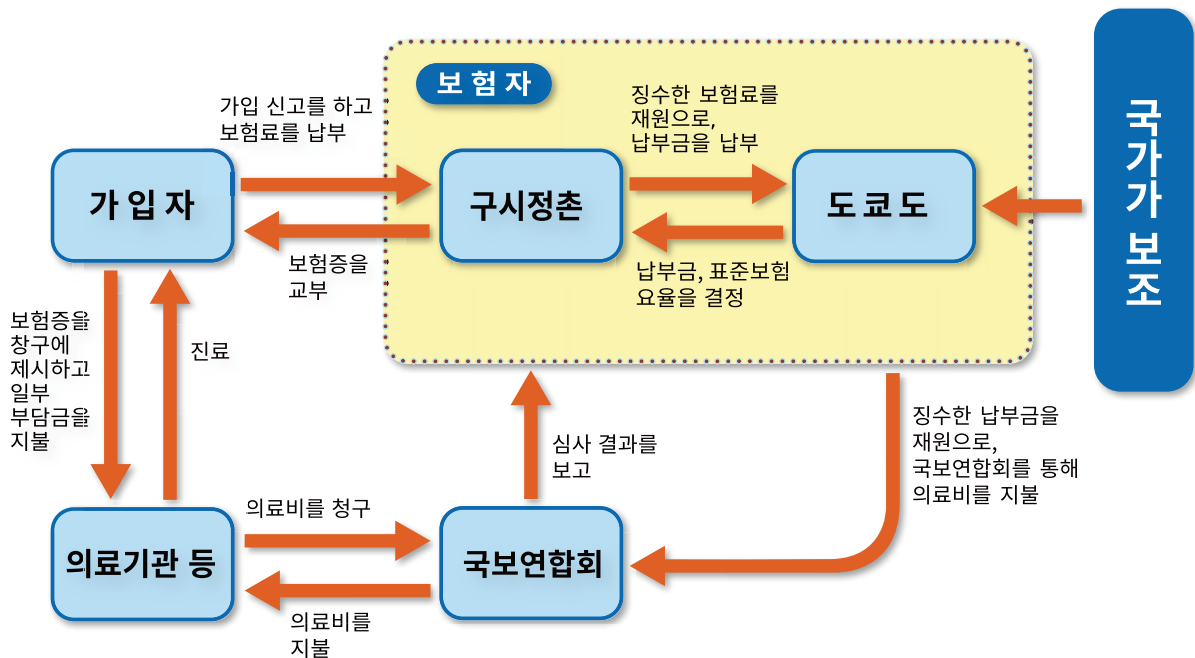 보험자
국가가 보조
가입 신고를 하고
보험료를 납부
징수한 보험료를
재원으로,
납부금을 납부
가입자
구시정촌
도쿄도
보험증을
교부
납부금, 표준보험
요율을 결정
보험증을
창구에
제시하고
일부
부담금을
지불
진료
심사 결과를
보고
징수한 납부금을
재원으로,
국보연합회를 통해
의료비를 지불
의료비를 청구
의료기관 등
국보연합회
의료비를
지불